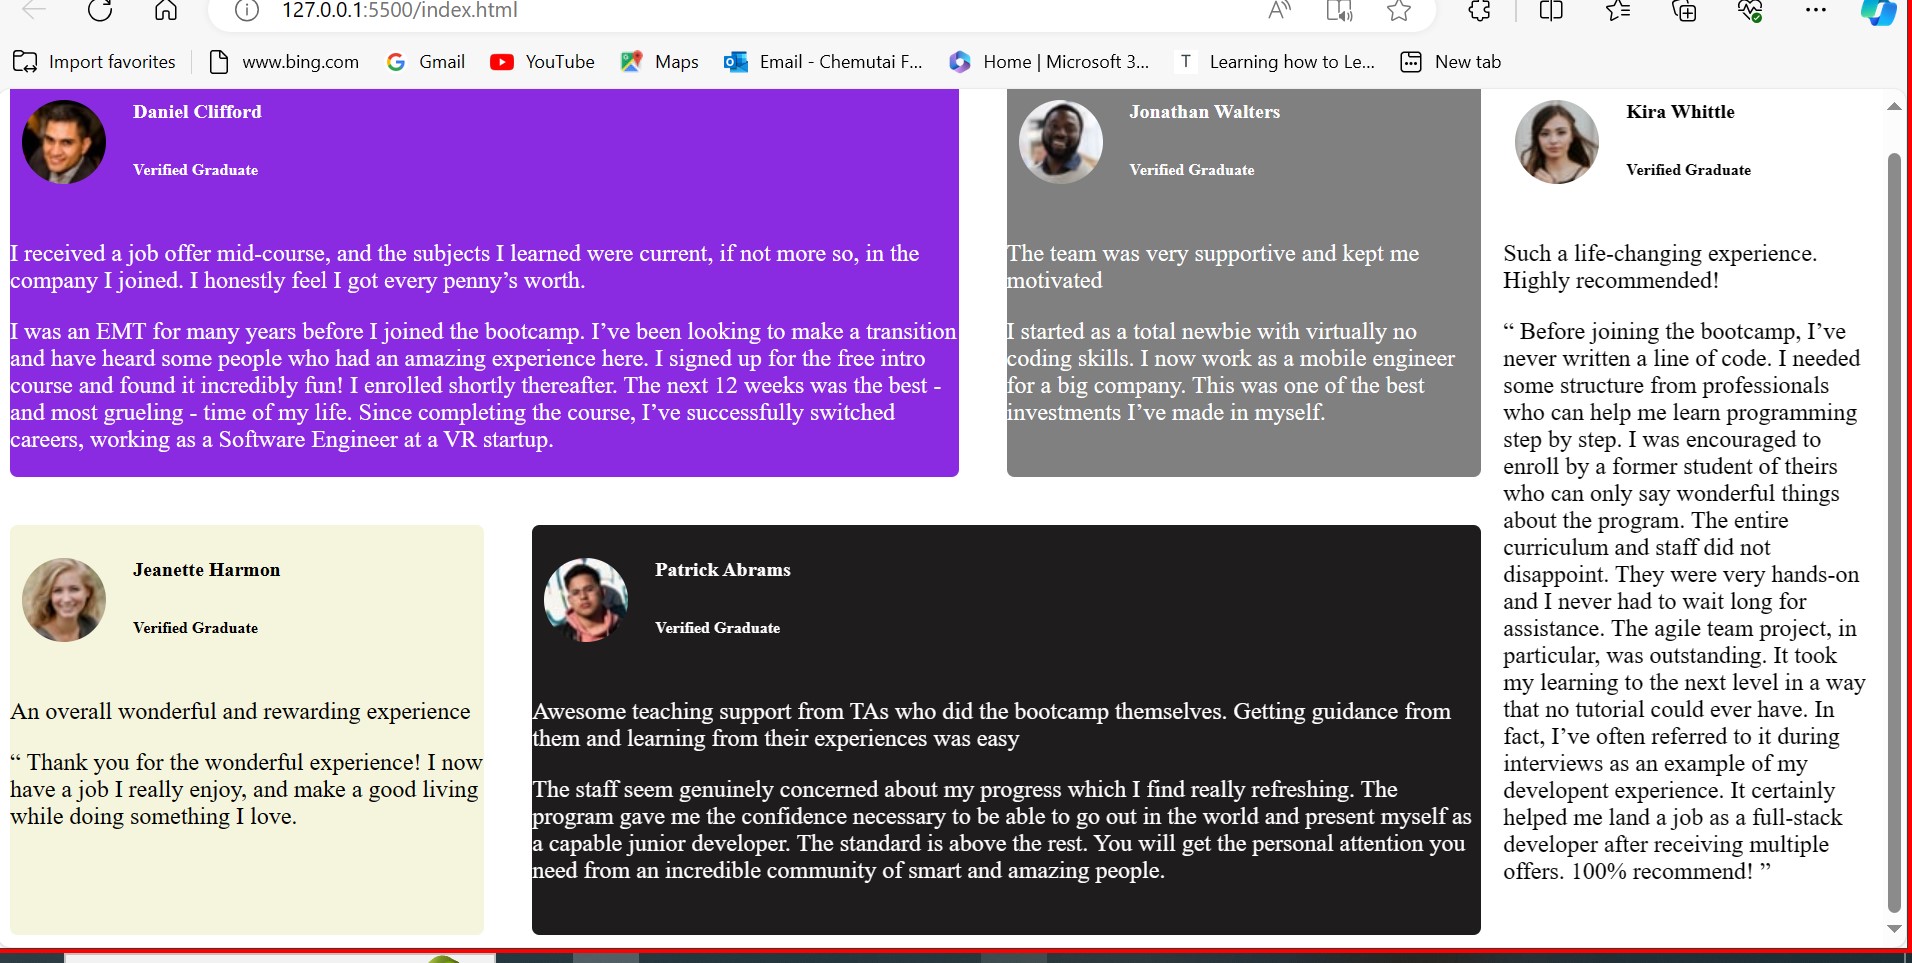 127.0.0.1:5500/index.html
Import favorites
www.bing.com
Gmail
YouTube
Maps
Email - Chemutai F...
Home | Microsoft 3...
T
Learning how to Le...
New tab
Daniel Clifford
Verified Graduate
I received a job offer mid-course, and the subjects I learned were current, if not more so, in the
company I joined. I honestly feel I got every penny’s worth.
I was an EMT for many years before I joined the bootcamp. I’ve been looking to make a transition
and have heard some people who had an amazing experience here. I signed up for the free intro
course and found it incredibly fun! I enrolled shortly thereafter. The next 12 weeks was the best -
and most grueling - time of my life. Since completing the course, I’ve successfully switched
careers, working as a Software Engineer at a VR startup.
Jonathan Walters
Verified Graduate
The team was very supportive and kept me
motivated
I started as a total newbie with virtually no
coding skills. I now work as a mobile engineer
for a big company. This was one of the best
investments I’ve made in myself.
Kira Whittle
Verified Graduate
Such a life-changing experience.
Highly recommended!
“ Before joining the bootcamp, I’ve
never written a line of code. I needed
some structure from professionals
who can help me learn programming
step by step. I was encouraged to
enroll by a former student of theirs
who can only say wonderful things
about the program. The entire
curriculum and staff did not
disappoint. They were very hands-on
and I never had to wait long for
assistance. The agile team project, in
particular, was outstanding. It took
my learning to the next level in a way
that no tutorial could ever have. In
fact, I’ve often referred to it during
interviews as an example of my
developent experience. It certainly
helped me land a job as a full-stack
developer after receiving multiple
offers. 100% recommend! ”
Jeanette Harmon
Verified Graduate
An overall wonderful and rewarding experience
“ Thank you for the wonderful experience! I now
have a job I really enjoy, and make a good living
while doing something I love.
Patrick Abrams
Verified Graduate
Awesome teaching support from TAs who did the bootcamp themselves. Getting guidance from
them and learning from their experiences was easy
The staff seem genuinely concerned about my progress which I find really refreshing. The
program gave me the confidence necessary to be able to go out in the world and present myself as
a capable junior developer. The standard is above the rest. You will get the personal attention you
need from an incredible community of smart and amazing people.